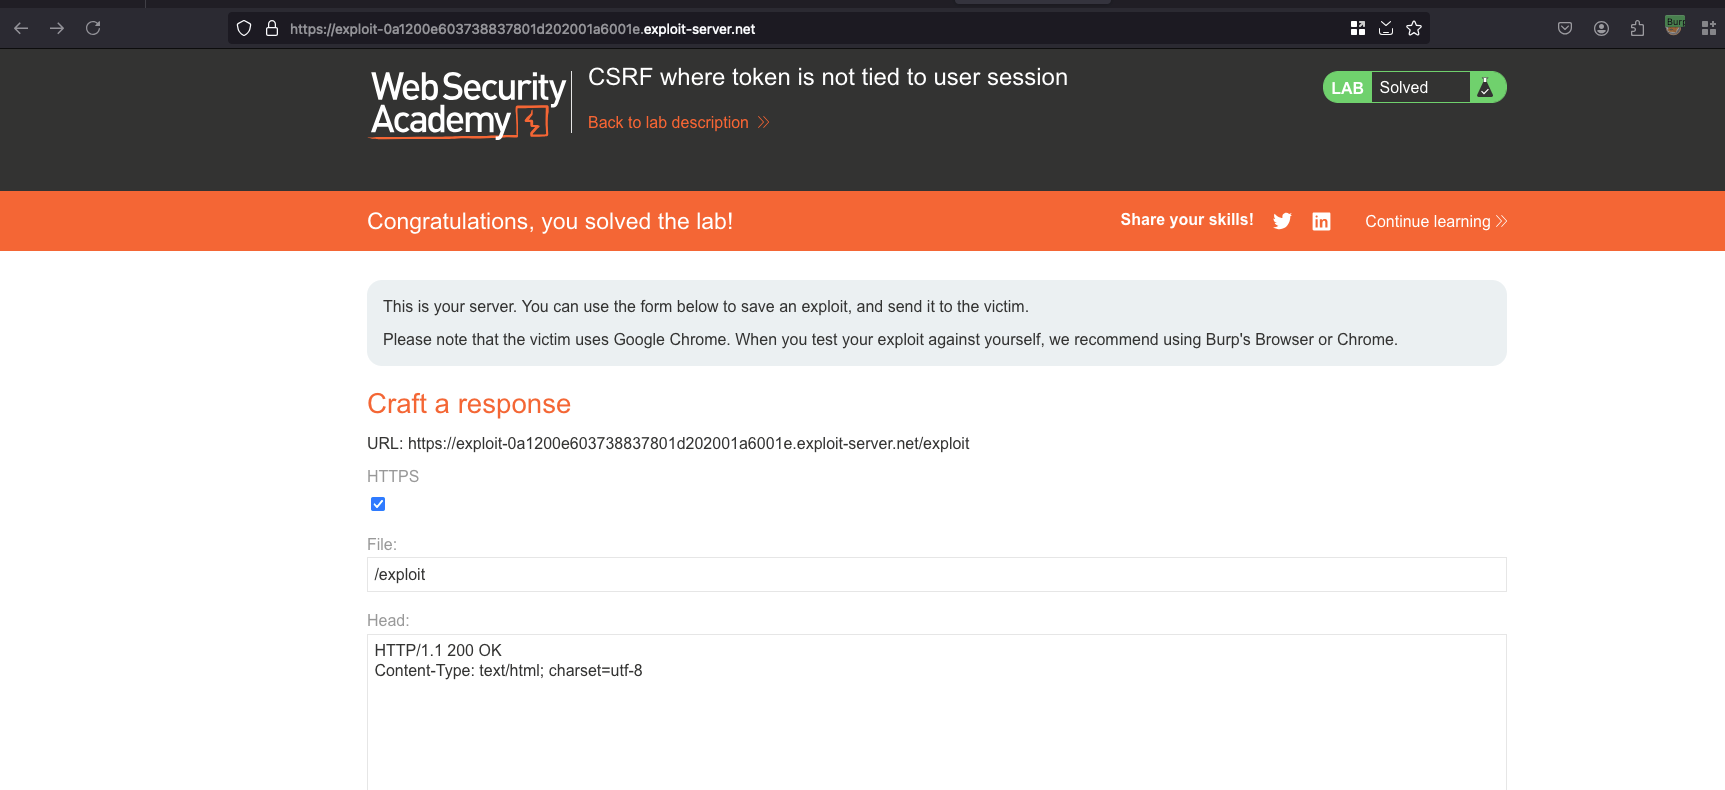 https://exploit-0a1200e603738837801d202001a6001e.exploit-server.net
Burp
WebSecurity
Academy
CSRF where token is not tied to user session
Back to lab description
LAB Solved
Congratulations, you solved the lab!
Share your skills!
Continue learning
This is your server. You can use the form below to save an exploit, and send it to the victim.
Please note that the victim uses Google Chrome. When you test your exploit against yourself, we recommend using Burp's Browser or Chrome.
Craft a response
URL: https://exploit-0a1200e603738837801d202001a6001e.exploit-server.net/exploit
HTTPS
File:
/exploit
Head:
HTTP/1.1 200 OK
Content-Type: text/html; charset=utf-8